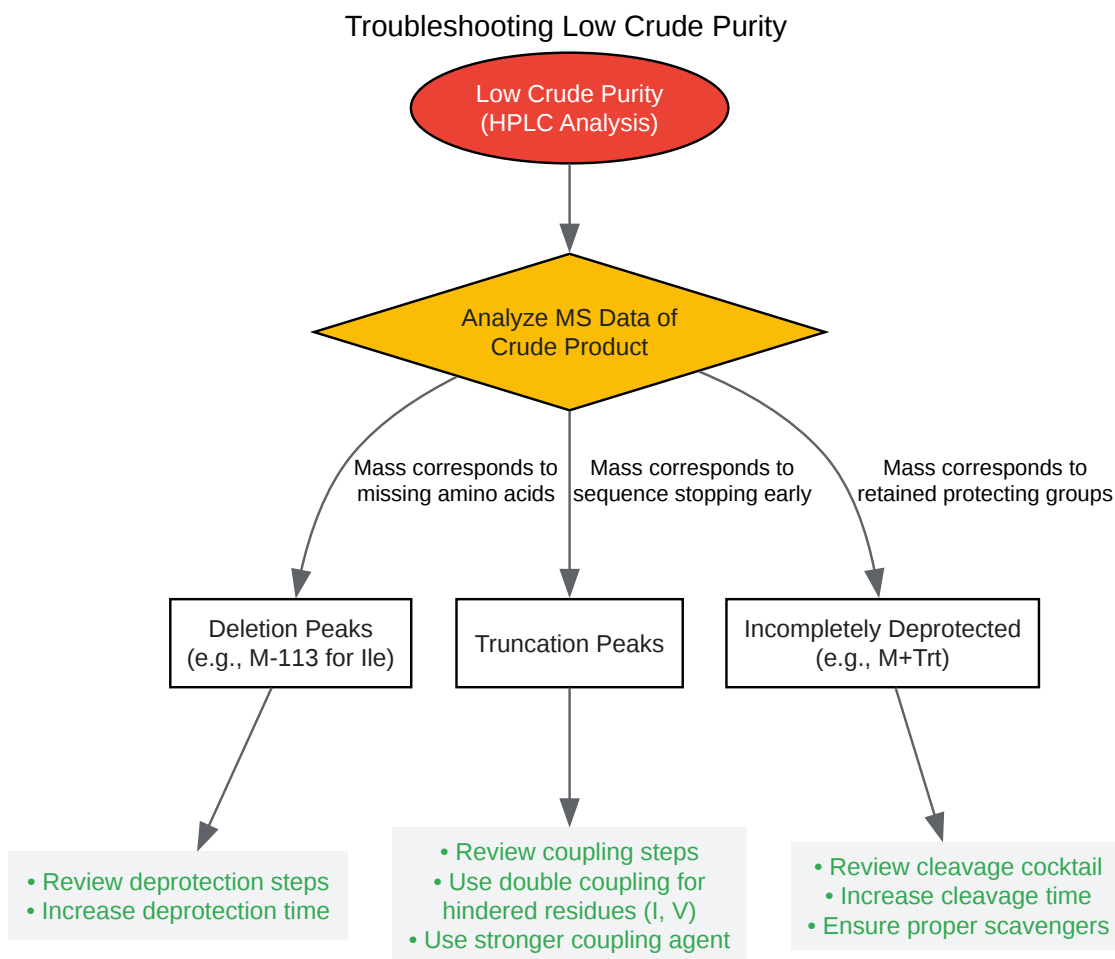 Troubleshooting Low Crude Purity
Low Crude Purity
(HPLC Analysis)
Analyze MS Data of
Crude Product
Mass corresponds to
missing amino acids
Mass corresponds to
sequence stopping early
Mass corresponds to
retained protecting groups
Deletion Peaks
(e.g., M-113 for Ile)
Truncation Peaks
Incompletely Deprotected
(e.g., M+Trt)
• Review deprotection steps
• Increase deprotection time
• Review coupling steps
• Use double coupling for
hindered residues (I, V)
• Use stronger coupling agent
• Review cleavage cocktail
• Increase cleavage time
• Ensure proper scavengers